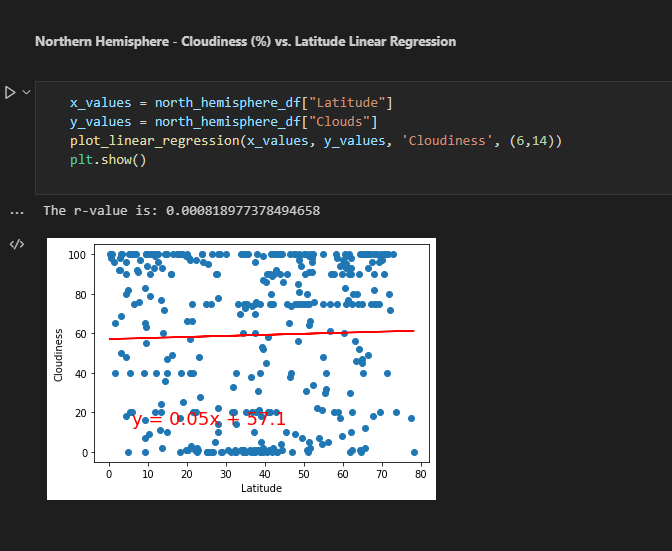 Northern Hemisphere - Cloudiness (%) vs. Latitude Linear Regression
x_values = north_hemisphere_df["Latitude"]
y_values = north_hemisphere_df["Clouds"]
plot_linear_regression(x_values, y_values, 'Cloudiness', (6,14))
plt.show()
The r-value is: 0.000818977378494658
100
80
60
40
20
0
Cloudiness
y = 0.05x + 57.1
0 10 20 30 40 50 60 70 80
Latitude